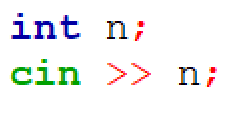 int n;
cin >> n;